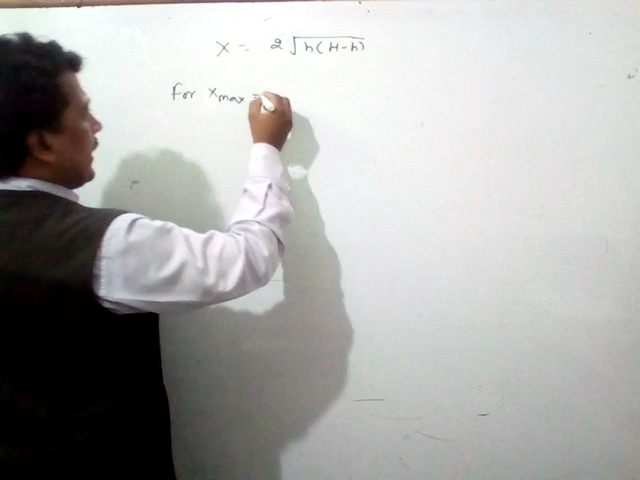 X = 2√h(H-h)
For Xmax =